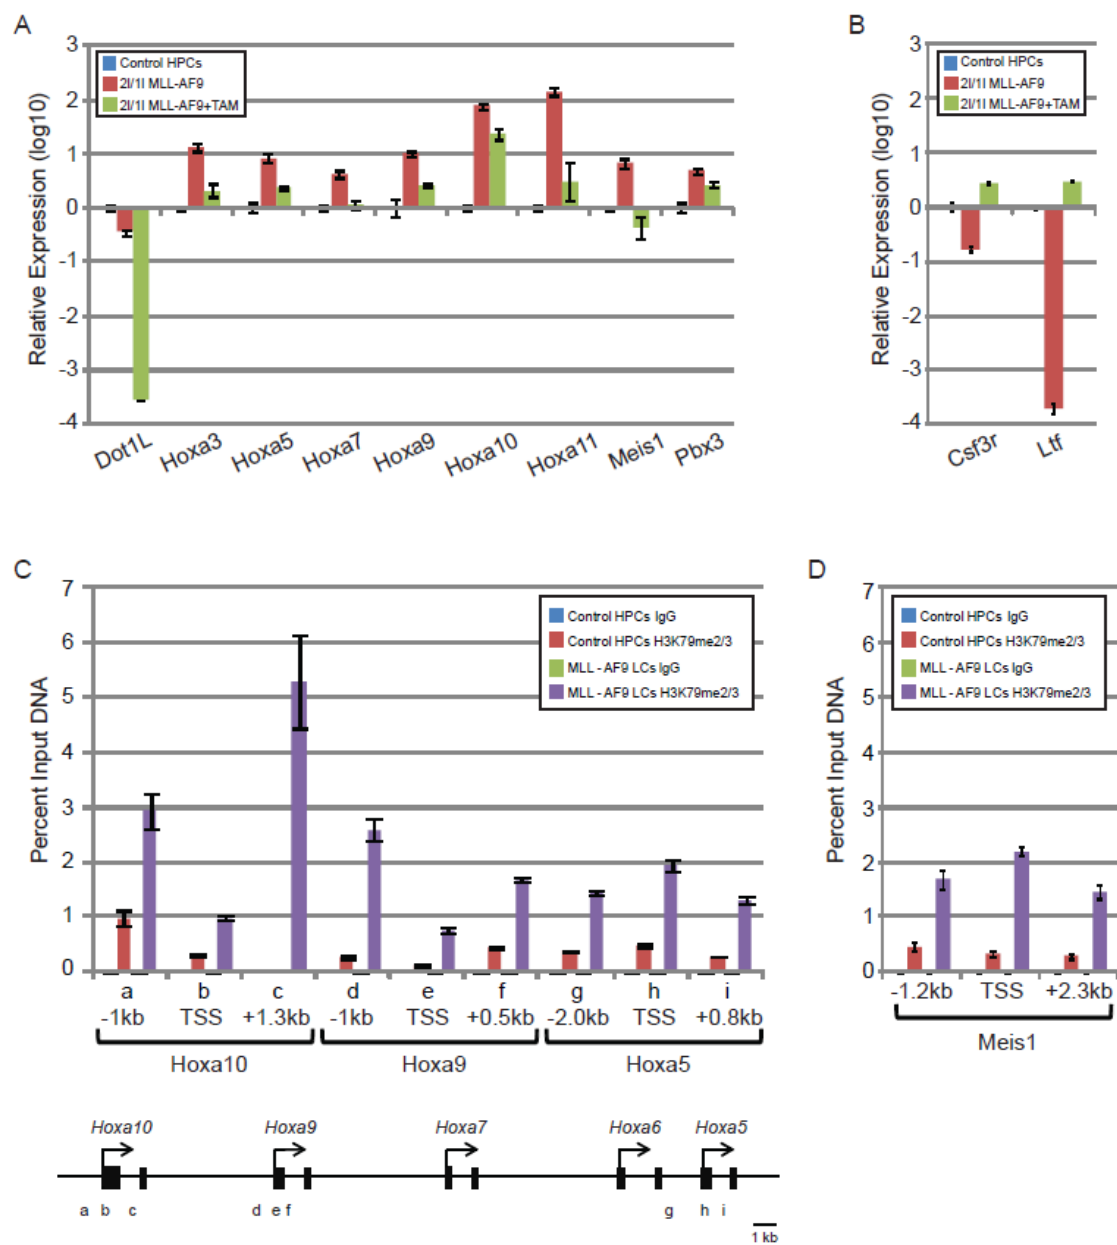 A
3
2
1
0
-1
-2
-3
-4
Relative Expression (log10)
Control HPCs
2l/1l MLL-AF9
2l/1l MLL-AF9+TAM
Dot1L
Hoxa3
Hoxa5
Hoxa7
Hoxa9
Hoxa10
Hoxa11
Meis1
Pbx3
B
3
2
1
0
-1
-2
-3
-4
Relative Expression (log10)
Control HPCs
2l/1l MLL-AF9
2l/1l MLL-AF9+TAM
Csf3r
Ltf
C
7
6
5
4
3
2
1
0
Percent Input DNA
Control HPCs IgG
Control HPCs H3K79me2/3
MLL - AF9 LCs IgG
MLL - AF9 LCs H3K79me2/3
a b c d e f g h i
-1kb TSS +1.3kb -1kb TSS +0.5kb -2.0kb TSS +0.8kb
Hoxa10 Hoxa9 Hoxa5
D
7
6
5
4
3
2
1
0
Percent Input DNA
Control HPCs IgG
Control HPCs H3K79me2/3
MLL - AF9 LCs IgG
MLL - AF9 LCs H3K79me2/3
-1.2kb TSS +2.3kb
Meis1
Hoxa10 Hoxa9 Hoxa7 Hoxa6 Hoxa5
a b c d e f g h i
1 kb